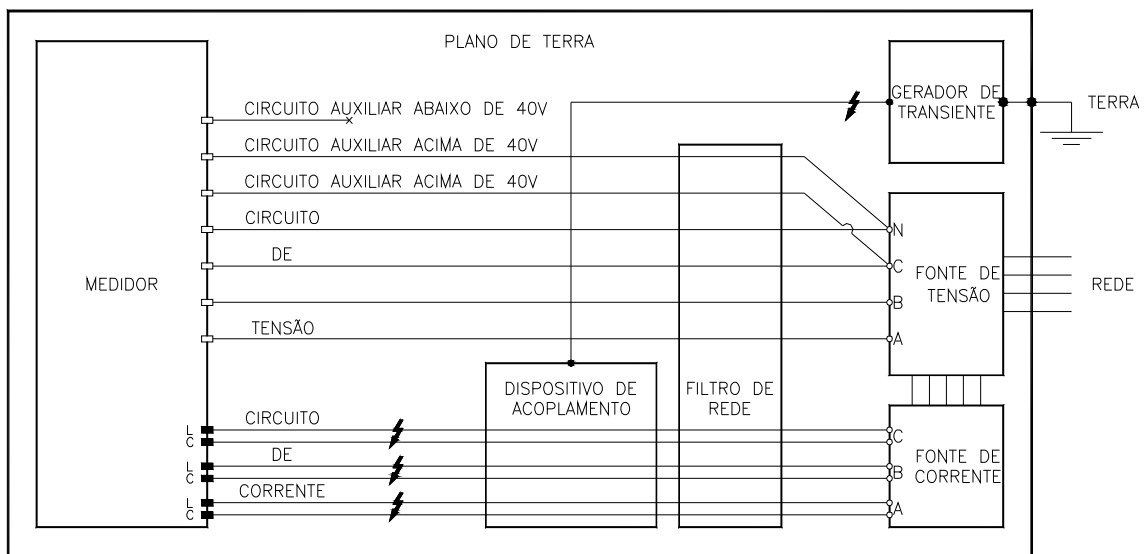 PLANO DE TERRA
GERADOR DE
TRANSIENTE
TERRA
CIRCUITO AUXILIAR ABAIXO DE 40V
CIRCUITO AUXILIAR ACIMA DE 40V
CIRCUITO AUXILIAR ACIMA DE 40V
CIRCUITO
N
DE
C
MEDIDOR
FONTE DE
TENSÃO
REDE
B
TENSÃO
A
DISPOSITIVO DE
ACOPLAMENTO
FILTRO DE
REDE
CIRCUITO
L
C
C
DE
L
C
B
FONTE DE
CORRENTE
CORRENTE
L
C
A